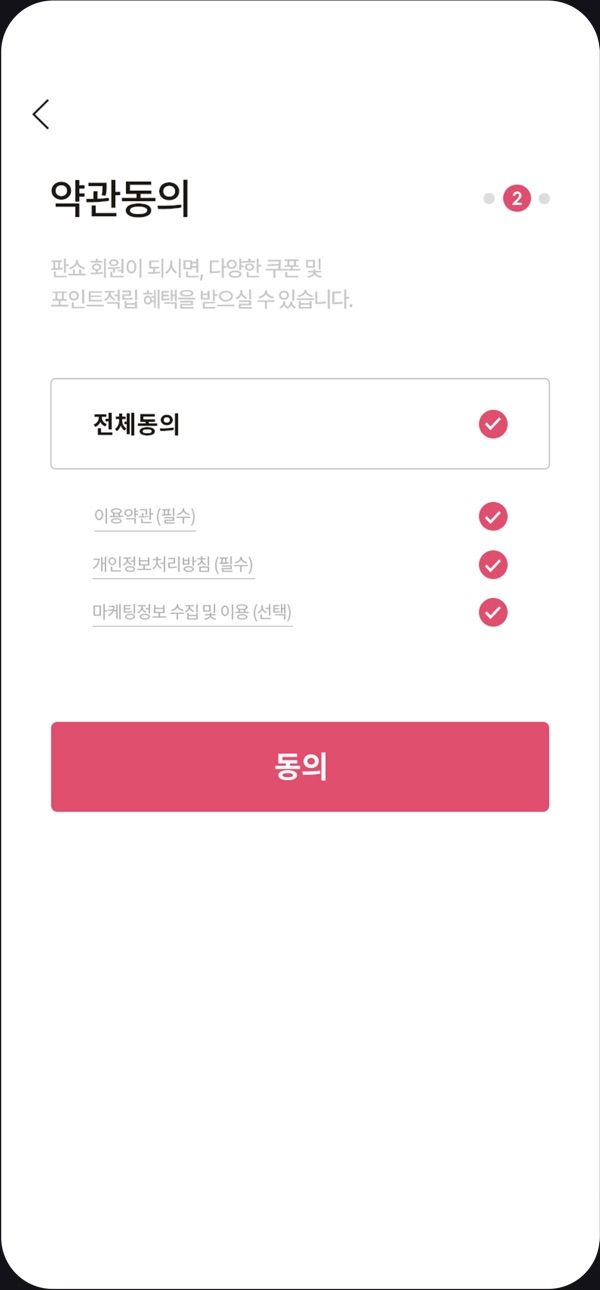 약관동의
2
판쇼 회원이 되시면, 다양한 쿠폰 및
포인트적립 혜택을 받으실 수 있습니다.
전체동의
이용약관 (필수)
개인정보처리방침 (필수)
마케팅정보 수집 및 이용 (선택)
동의